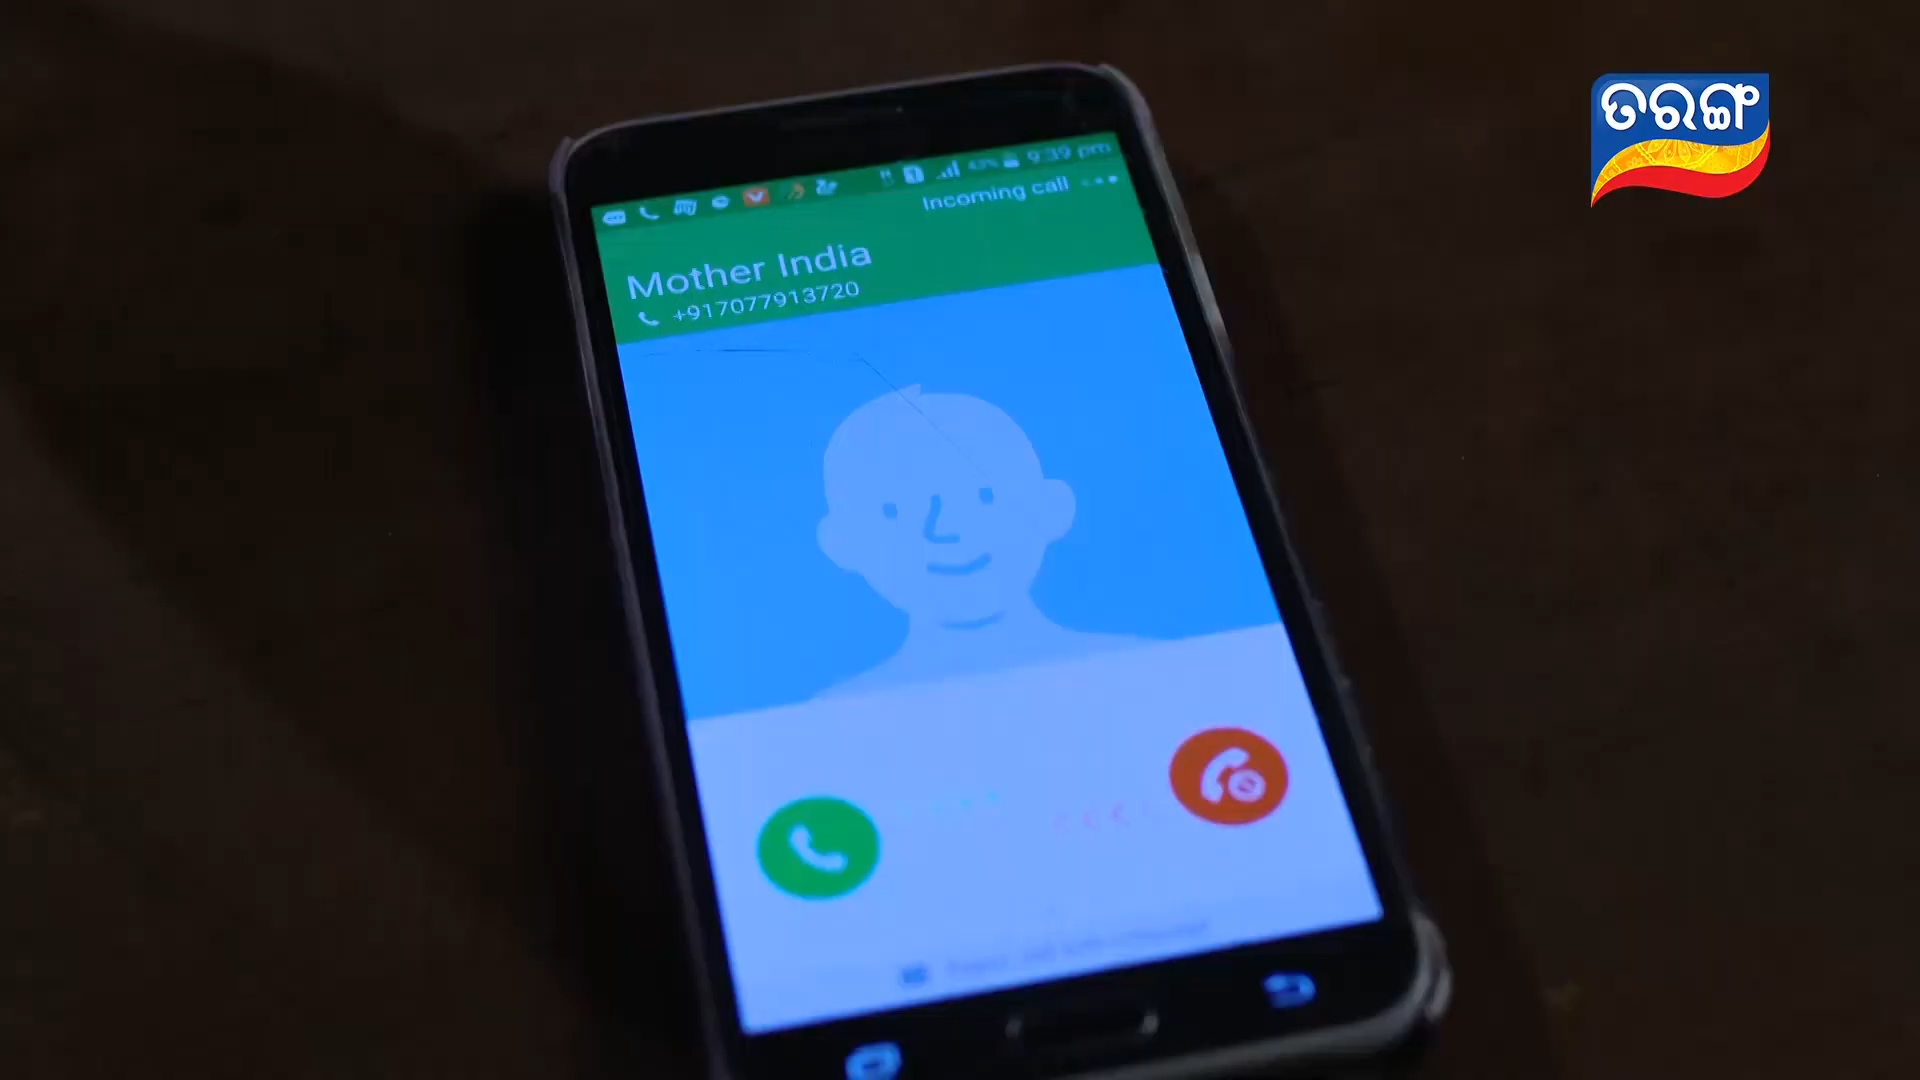 ତରଙ୍ଗ
9:39 pm
Incoming call
Mother India
+917077913720